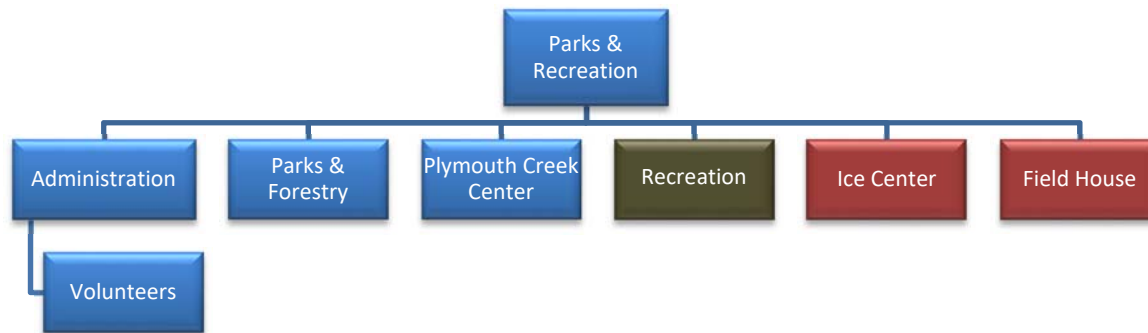 Parks &
Recreation
Administration
Parks &
Forestry
Plymouth Creek
Center
Recreation
Ice Center
Field House
Volunteers